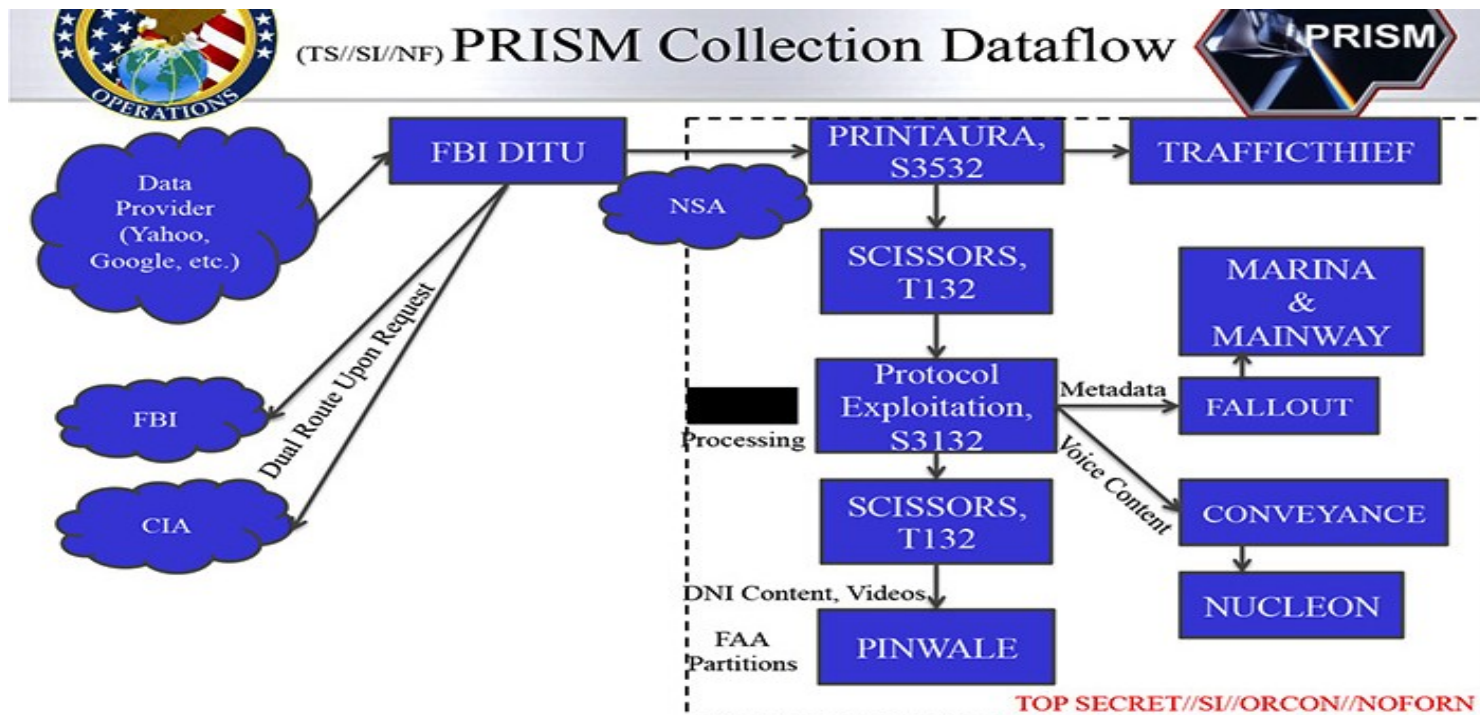 OPERATIONS
(TS//SI//NF) PRISM Collection Dataflow
PRISM
Data
Provider
(Yahoo,
Google, etc.)
FBI DITU
NSA
PRINTAURA,
S3532
TRAFFICTHIEF
SCISSORS,
T132
MARINA
&
MAINWAY
Dual Route Upon Request
FBI
CIA
Processing
Protocol
Exploitation,
S3132
Metadata
FALLOUT
Voice Content
SCISSORS,
T132
CONVEYANCE
NUCLEON
DNI Content, Videos
FAA
Partitions
PINWALE
TOP SECRET//SI//ORCON//NOFORN